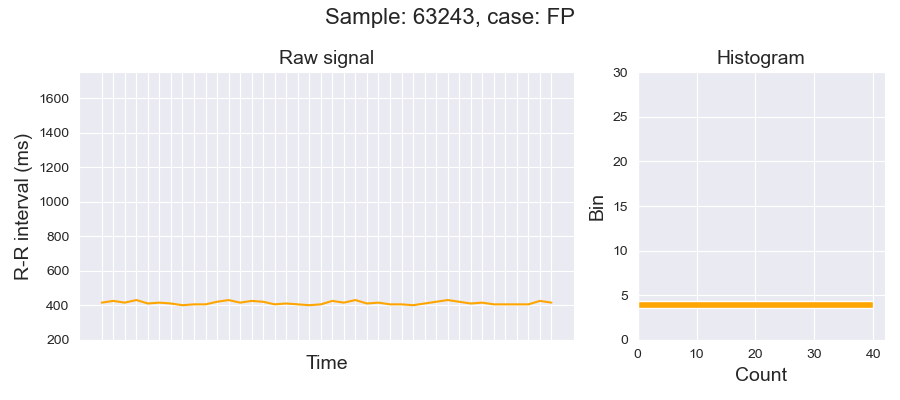 Sample: 63243, case: FP
Raw signal
R-R interval (ms)
1600
1400
1200
1000
800
600
400
200
Time
Histogram
Bin
30
25
20
15
10
5
0
0 10 20 30 40
Count